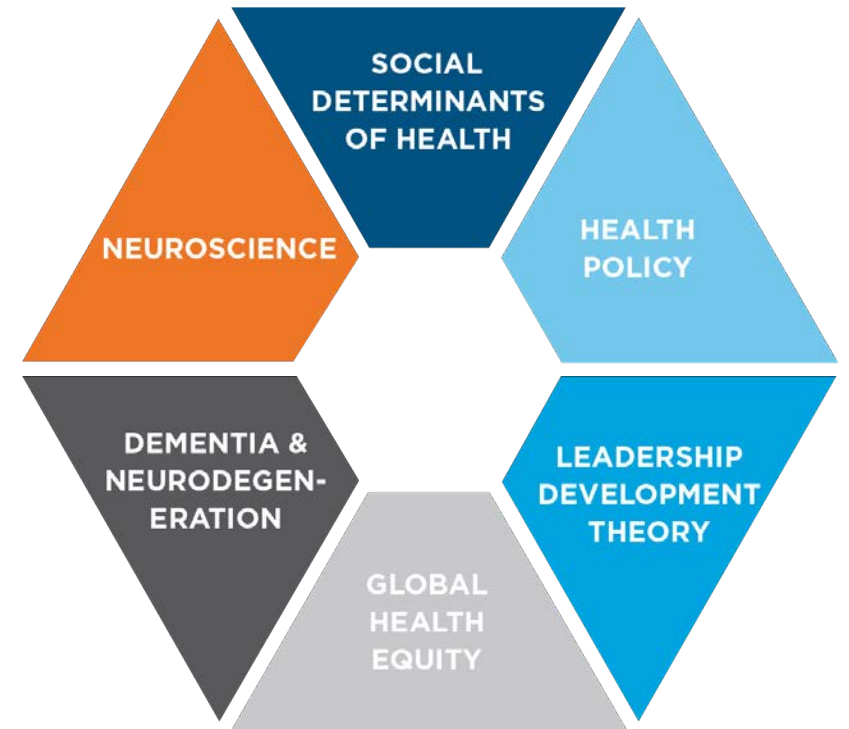 SOCIAL
DETERMINANTS
OF HEALTH
HEALTH
POLICY
LEADERSHIP
DEVELOPMENT
THEORY
GLOBAL
HEALTH
EQUITY
DEMENTIA &
NEURODEGEN-
ERATION
NEUROSCIENCE